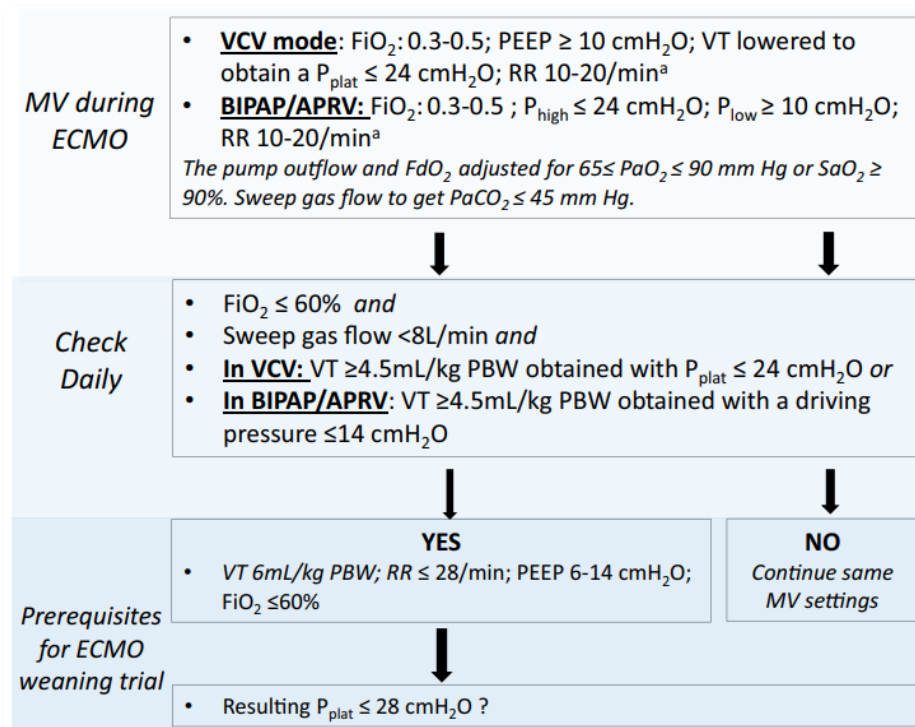 MV during
ECMO
• VCV mode: FiO₂: 0.3-0.5; PEEP ≥ 10 cmH₂O; VT lowered to
obtain a Pplat ≤ 24 cmH₂O; RR 10-20/minᵃ
• BIPAP/APRV: FiO₂: 0.3-0.5 ; Phigh ≤ 24 cmH₂O; Plow ≥ 10 cmH₂O;
RR 10-20/minᵃ
The pump outflow and FdO₂ adjusted for 65≤ PaO₂ ≤ 90 mm Hg or SaO₂ ≥
90%. Sweep gas flow to get PaCO₂ ≤ 45 mm Hg.
Check
Daily
• FiO₂ ≤ 60% and
• Sweep gas flow <8L/min and
• In VCV: VT ≥4.5mL/kg PBW obtained with Pplat ≤ 24 cmH₂O or
• In BIPAP/APRV: VT ≥4.5mL/kg PBW obtained with a driving
pressure ≤14 cmH₂O
Prerequisites
for ECMO
weaning trial
YES
• VT 6mL/kg PBW; RR ≤ 28/min; PEEP 6-14 cmH₂O;
FiO₂ ≤60%
NO
Continue same
MV settings
• Resulting Pplat ≤ 28 cmH₂O ?